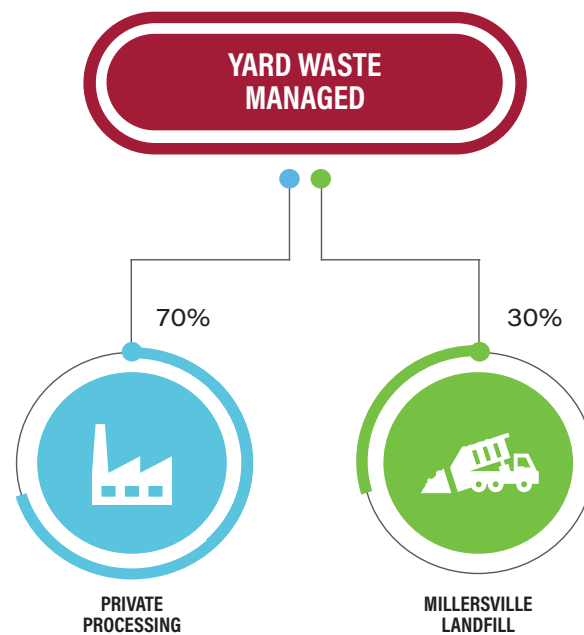 YARD WASTE
MANAGED
70%
30%
PRIVATE
PROCESSING
MILLERSVILLE
LANDFILL